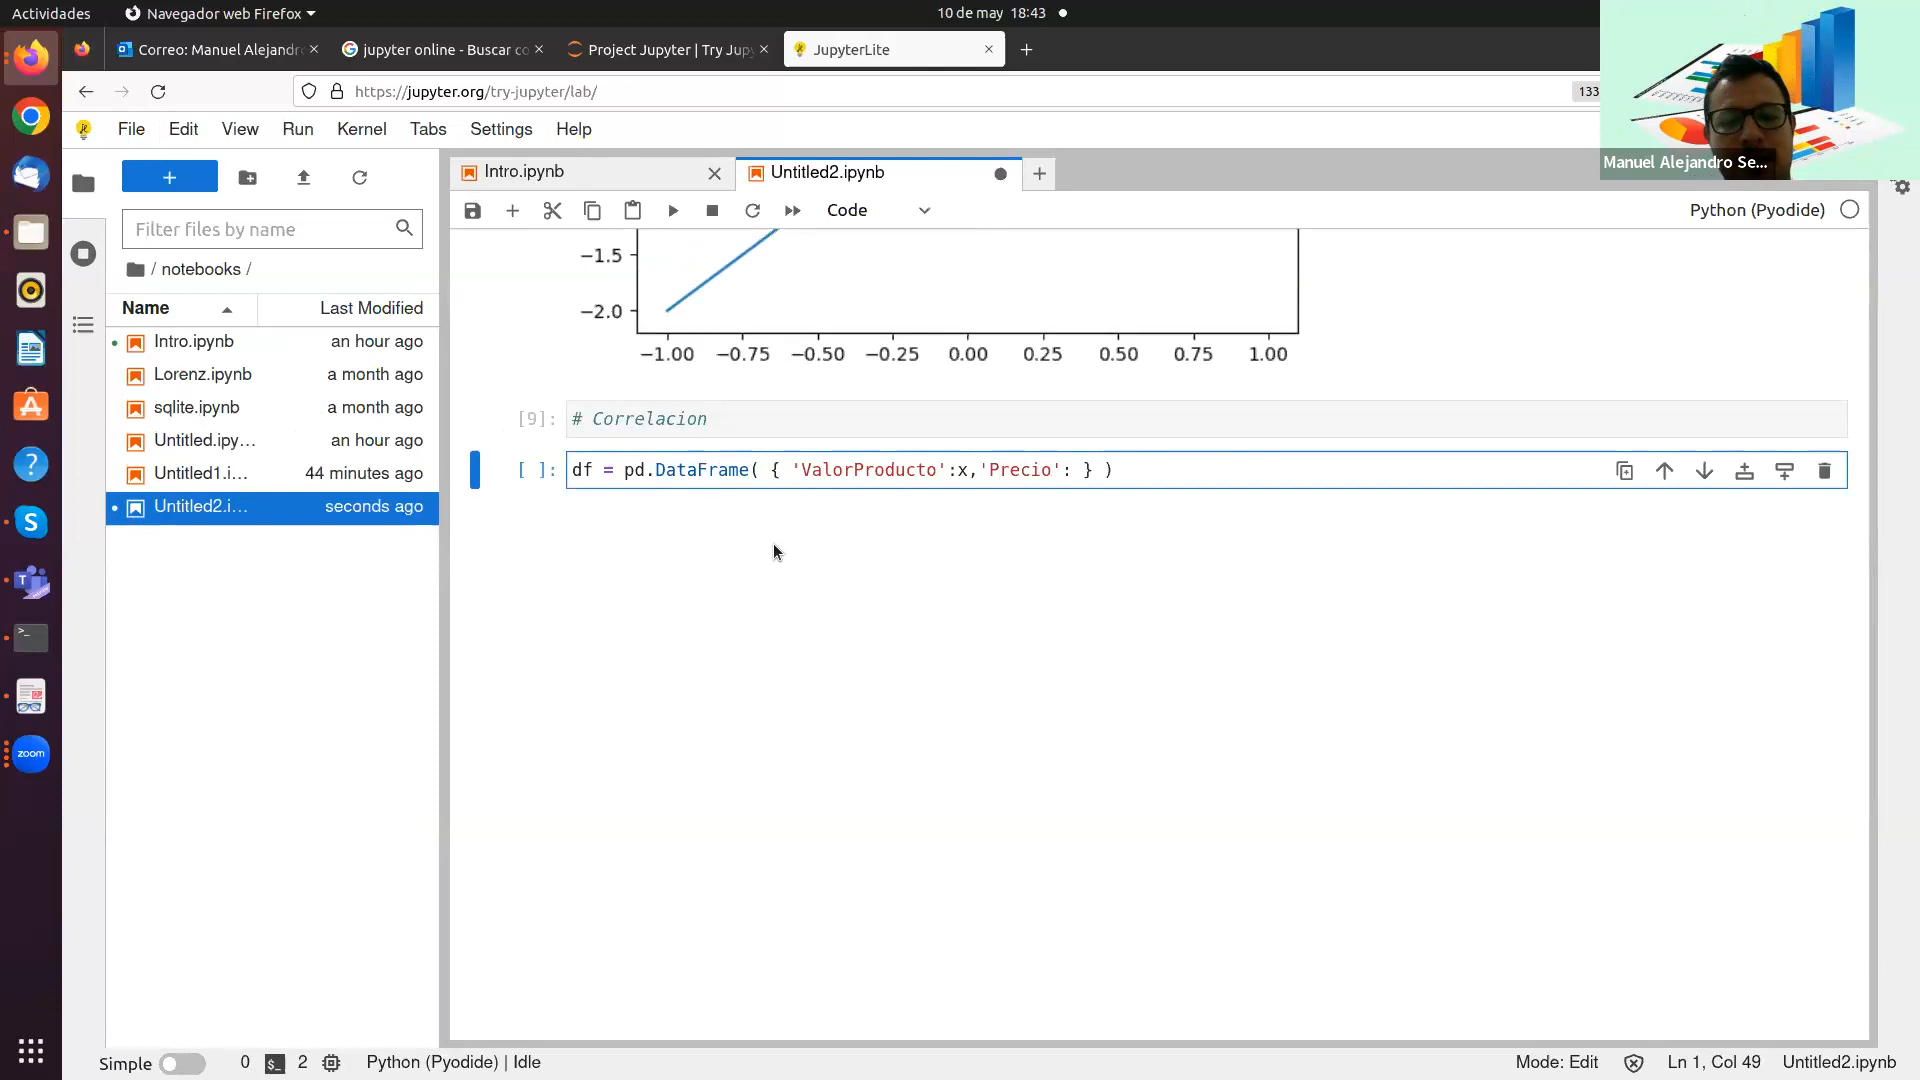 Actividades
Navegador web Firefox
10 de may 18:43
Correo: Manuel Alejandr
jupyter online - Buscar co
Project Jupyter | Try Jupy
JupyterLite
https://jupyter.org/try-jupyter/lab/
133
File Edit View Run Kernel Tabs Settings Help
Manuel Alejandro Se...
Intro.ipynb
Untitled2.ipynb
Code
Python (Pyodide)
Filter files by name
/ notebooks /
Name Last Modified
Intro.ipynb an hour ago
Lorenz.ipynb a month ago
sqlite.ipynb a month ago
Untitled.ipy... an hour ago
Untitled1.i... 44 minutes ago
Untitled2.i... seconds ago
−1.5
−2.0
−1.00 −0.75 −0.50 −0.25 0.00 0.25 0.50 0.75 1.00
[9]: # Correlacion
[ ]: df = pd.DataFrame( { 'ValorProducto':x,'Precio': } )
zoom
Simple 0 2 Python (Pyodide) | Idle
Mode: Edit Ln 1, Col 49 Untitled2.ipynb